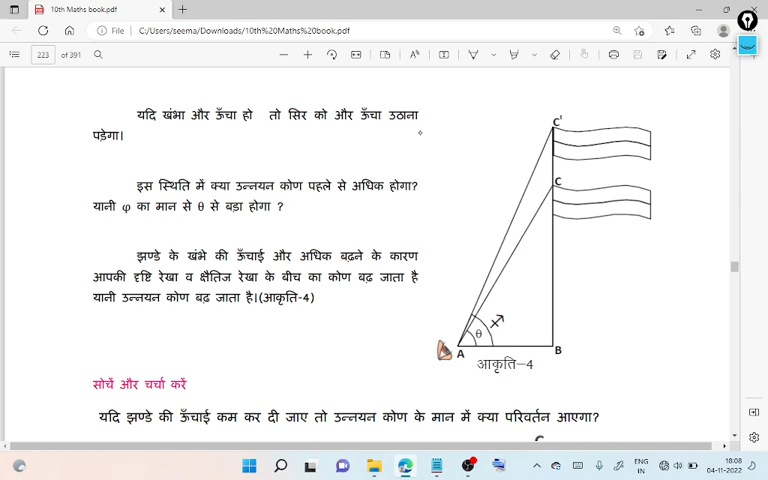 10th Maths book.pdf
File
C:/Users/seema/Downloads/10th%20Maths%20book.pdf
223 of 391
यदि खंभा और ऊँचा हो तो सिर को और ऊँचा उठाना
पड़ेगा।
इस स्थिति में क्या उन्नयन कोण पहले से अधिक होगा?
यानी φ का मान से θ से बड़ा होगा ?
झण्डे के खंभे की ऊँचाई और अधिक बढ़ने के कारण
आपकी दृष्टि रेखा व क्षैतिज रेखा के बीच का कोण बढ़ जाता है
यानी उन्नयन कोण बढ़ जाता है।(आकृति-4)
C'
C
θ
A
B
आकृति-4
सोचें और चर्चा करें
यदि झण्डे की ऊँचाई कम कर दी जाए तो उन्नयन कोण के मान में क्या परिवर्तन आएगा?
ENG
IN
18:08
04-11-2022